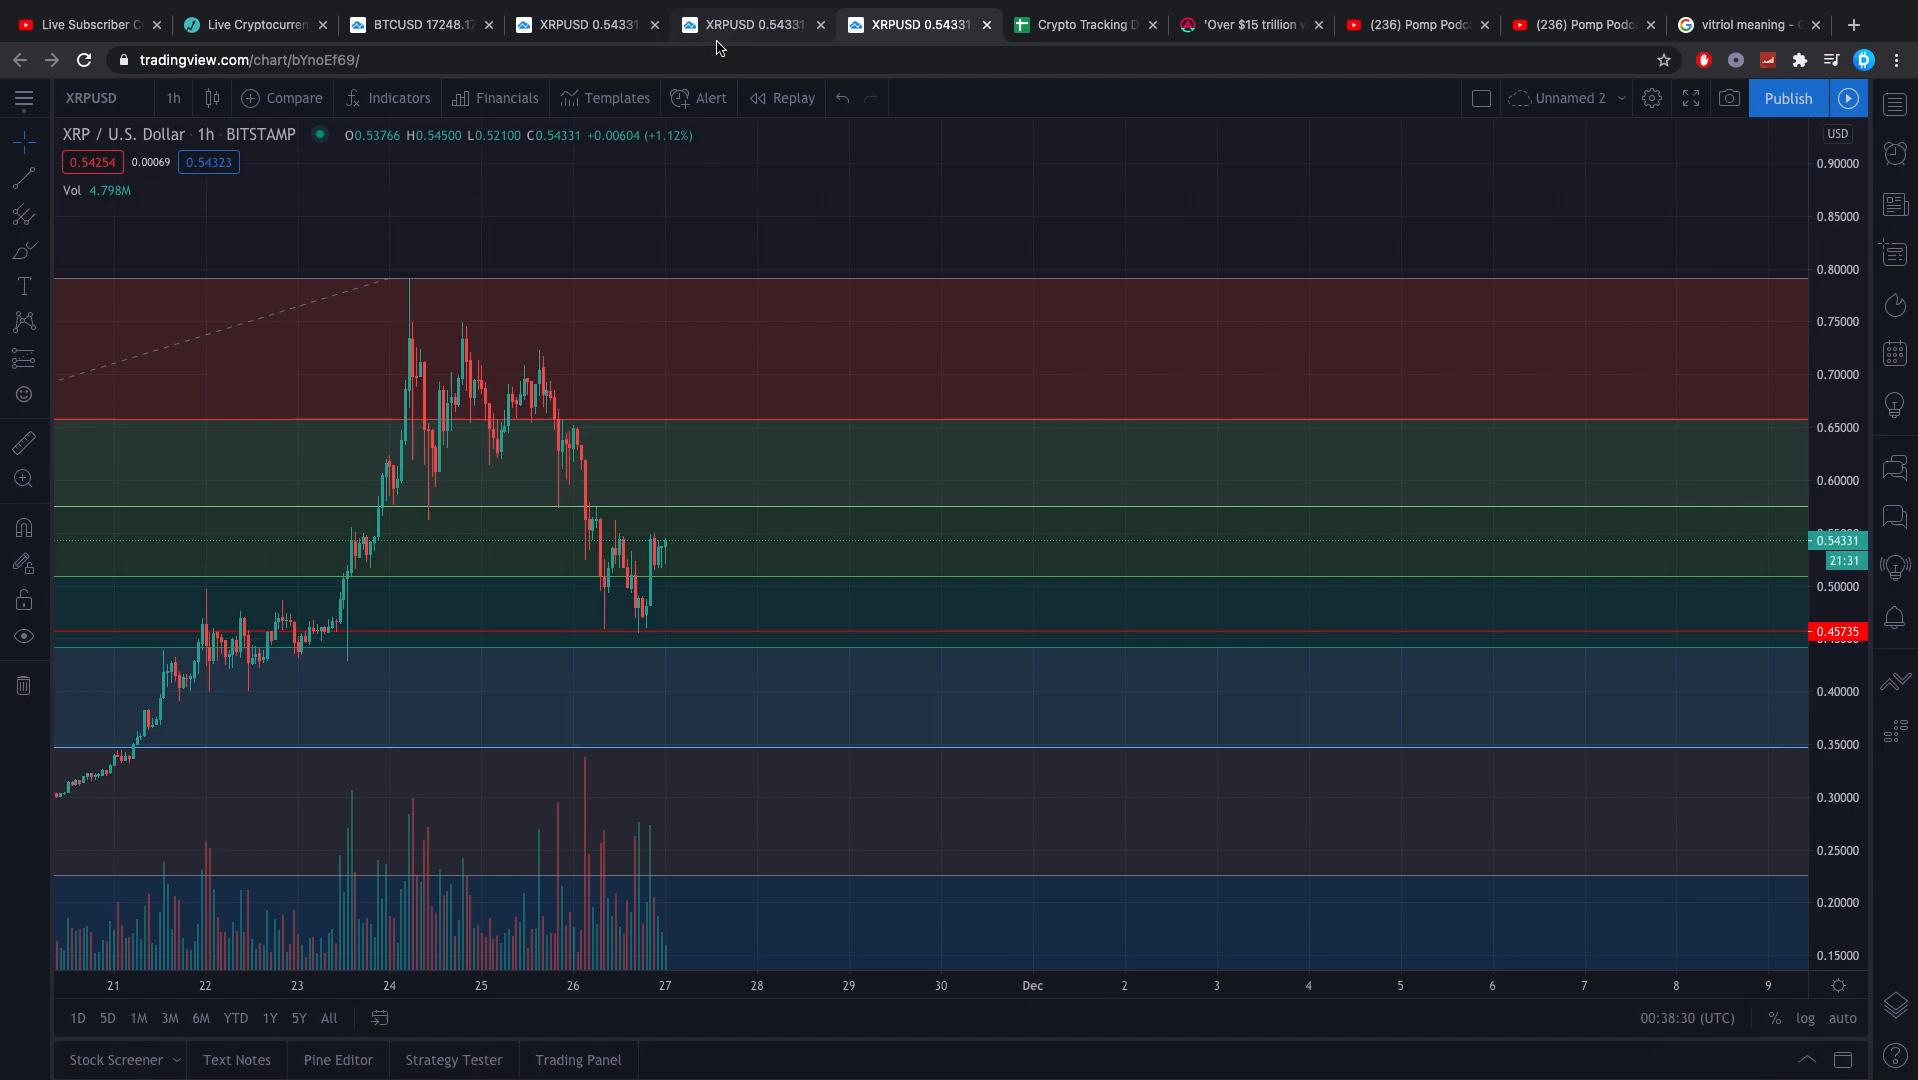 Live Subscriber C
Live Cryptocurren
BTCUSD 17248.1
XRPUSD 0.54331
XRPUSD 0.54331
XRPUSD 0.54331
Crypto Tracking D
'Over $15 trillion w
(236) Pomp Podc
(236) Pomp Podc
vitriol meaning -
tradingview.com/chart/bYnoEf69/
XRPUSD 1h Compare Indicators Financials Templates Alert Replay Unnamed 2 Publish
XRP / U.S. Dollar · 1h · BITSTAMP O0.53766 H0.54500 L0.52100 C0.54331 +0.00604 (+1.12%) USD
0.54254 0.00069 0.54323
Vol 4.798M
0.90000
0.85000
0.80000
0.75000
0.70000
0.65000
0.60000
0.54331
21:31
0.50000
0.45735
0.40000
0.35000
0.30000
0.25000
0.20000
0.15000
21 22 23 24 25 26 27 28 29 30 Dec 2 3 4 5 6 7 8 9
1D 5D 1M 3M 6M YTD 1Y 5Y All 00:38:30 (UTC) % log auto
Stock Screener Text Notes Pine Editor Strategy Tester Trading Panel